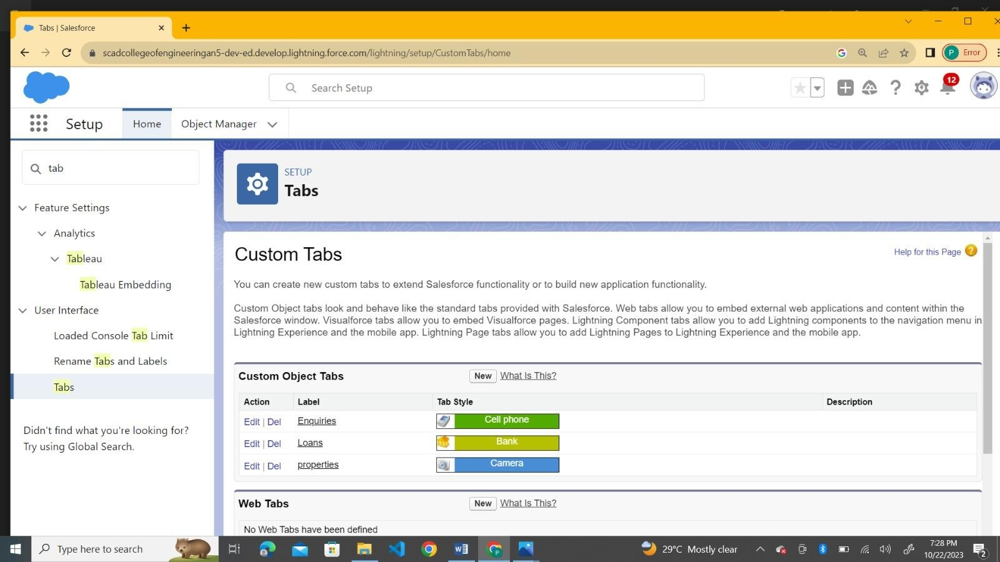 Tabs | Salesforce
scadcollegeofengineeringan5-dev-ed.develop.lightning.force.com/lightning/setup/CustomTabs/home
P Error
Search Setup
12
Setup
Home
Object Manager
tab
Feature Settings
Analytics
Tableau
Tableau Embedding
User Interface
Loaded Console Tab Limit
Rename Tabs and Labels
Tabs
Didn't find what you're looking for?
Try using Global Search.
SETUP
Tabs
Custom Tabs
Help for this Page
You can create new custom tabs to extend Salesforce functionality or to build new application functionality.
Custom Object tabs look and behave like the standard tabs provided with Salesforce. Web tabs allow you to embed external web applications and content within the
Salesforce window. Visualforce tabs allow you to embed Visualforce pages. Lightning Component tabs allow you to add Lightning components to the navigation menu in
Lightning Experience and the mobile app. Lightning Page tabs allow you to add Lightning Pages to Lightning Experience and the mobile app.
Custom Object Tabs New What Is This?
Action Label Tab Style Description
Edit | Del Enquiries Cell phone
Edit | Del Loans Bank
Edit | Del properties Camera
Web Tabs New What Is This?
No Web Tabs have been defined
Type here to search
29°C Mostly clear
7:28 PM
10/22/2023
2